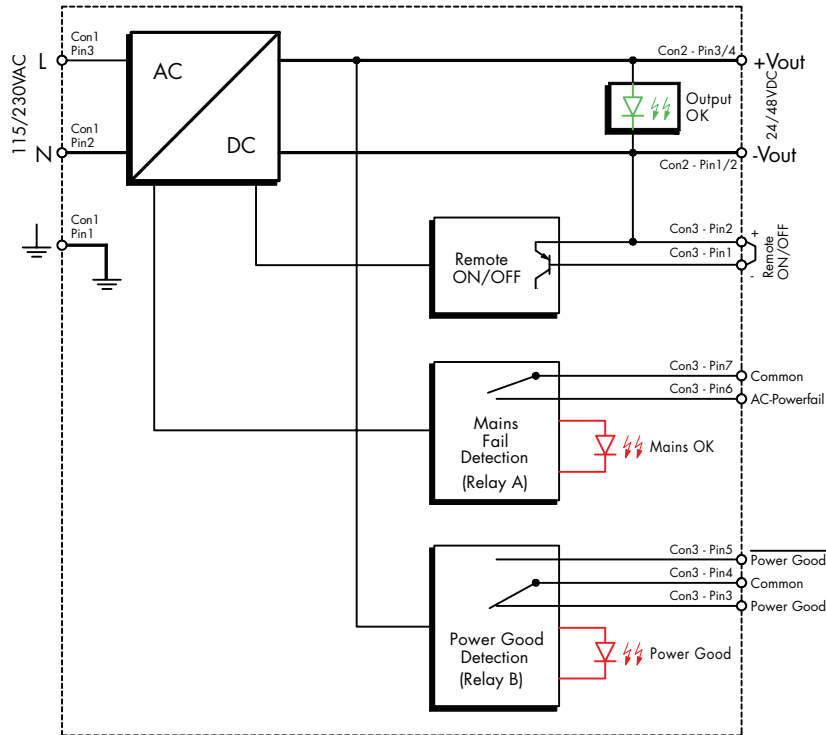 Con1
Pin3
L
AC
DC
Con2 - Pin3/4
+Vout
Output
OK
115/230VAC
24/48VDC
Con1
Pin2
N
Con2 - Pin1/2
-Vout
Con1
Pin1
Remote
ON/OFF
Con3 - Pin2
+
Con3 - Pin1
-
Remote
ON/OFF
Con3 - Pin7
Common
Con3 - Pin6
AC-Powerfail
Mains
Fail
Detection
(Relay A)
Mains OK
Con3 - Pin5
Power Good
Con3 - Pin4
Common
Con3 - Pin3
Power Good
Power Good
Detection
(Relay B)
Power Good